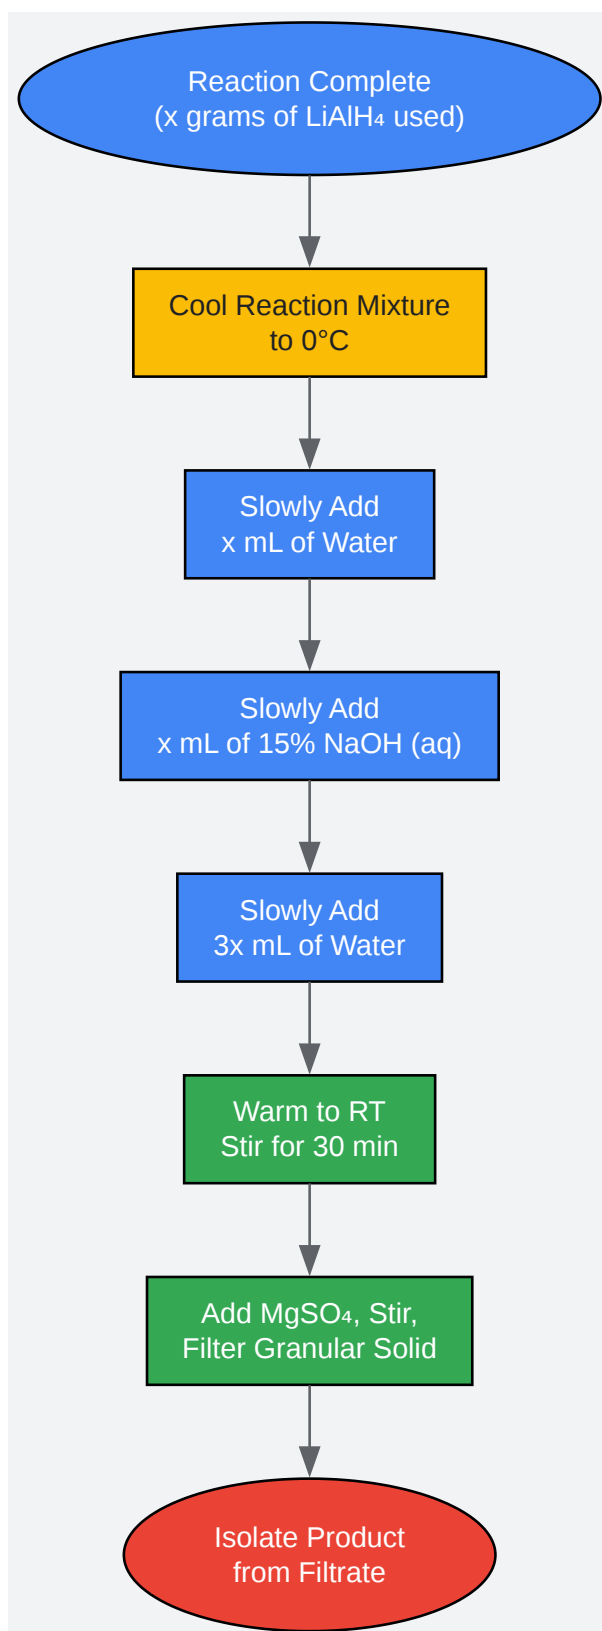 Reaction Complete
(x grams of LiAlH₄ used)
Cool Reaction Mixture
to 0°C
Slowly Add
x mL of Water
Slowly Add
x mL of 15% NaOH (aq)
Slowly Add
3x mL of Water
Warm to RT
Stir for 30 min
Add MgSO₄, Stir,
Filter Granular Solid
Isolate Product
from Filtrate